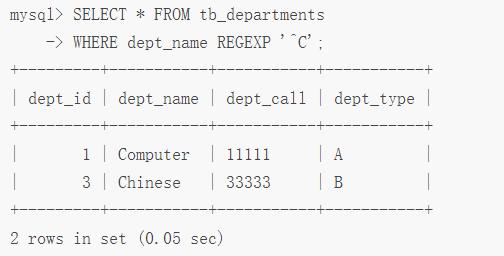 mysql> SELECT * FROM tb_departments
    -> WHERE dept_name REGEXP '^C';
+---------+-----------+-----------+-----------+
| dept_id | dept_name | dept_call | dept_type |
+---------+-----------+-----------+-----------+
|       1 | Computer  | 11111     | A         |
|       3 | Chinese   | 33333     | B         |
+---------+-----------+-----------+-----------+
2 rows in set (0.05 sec)